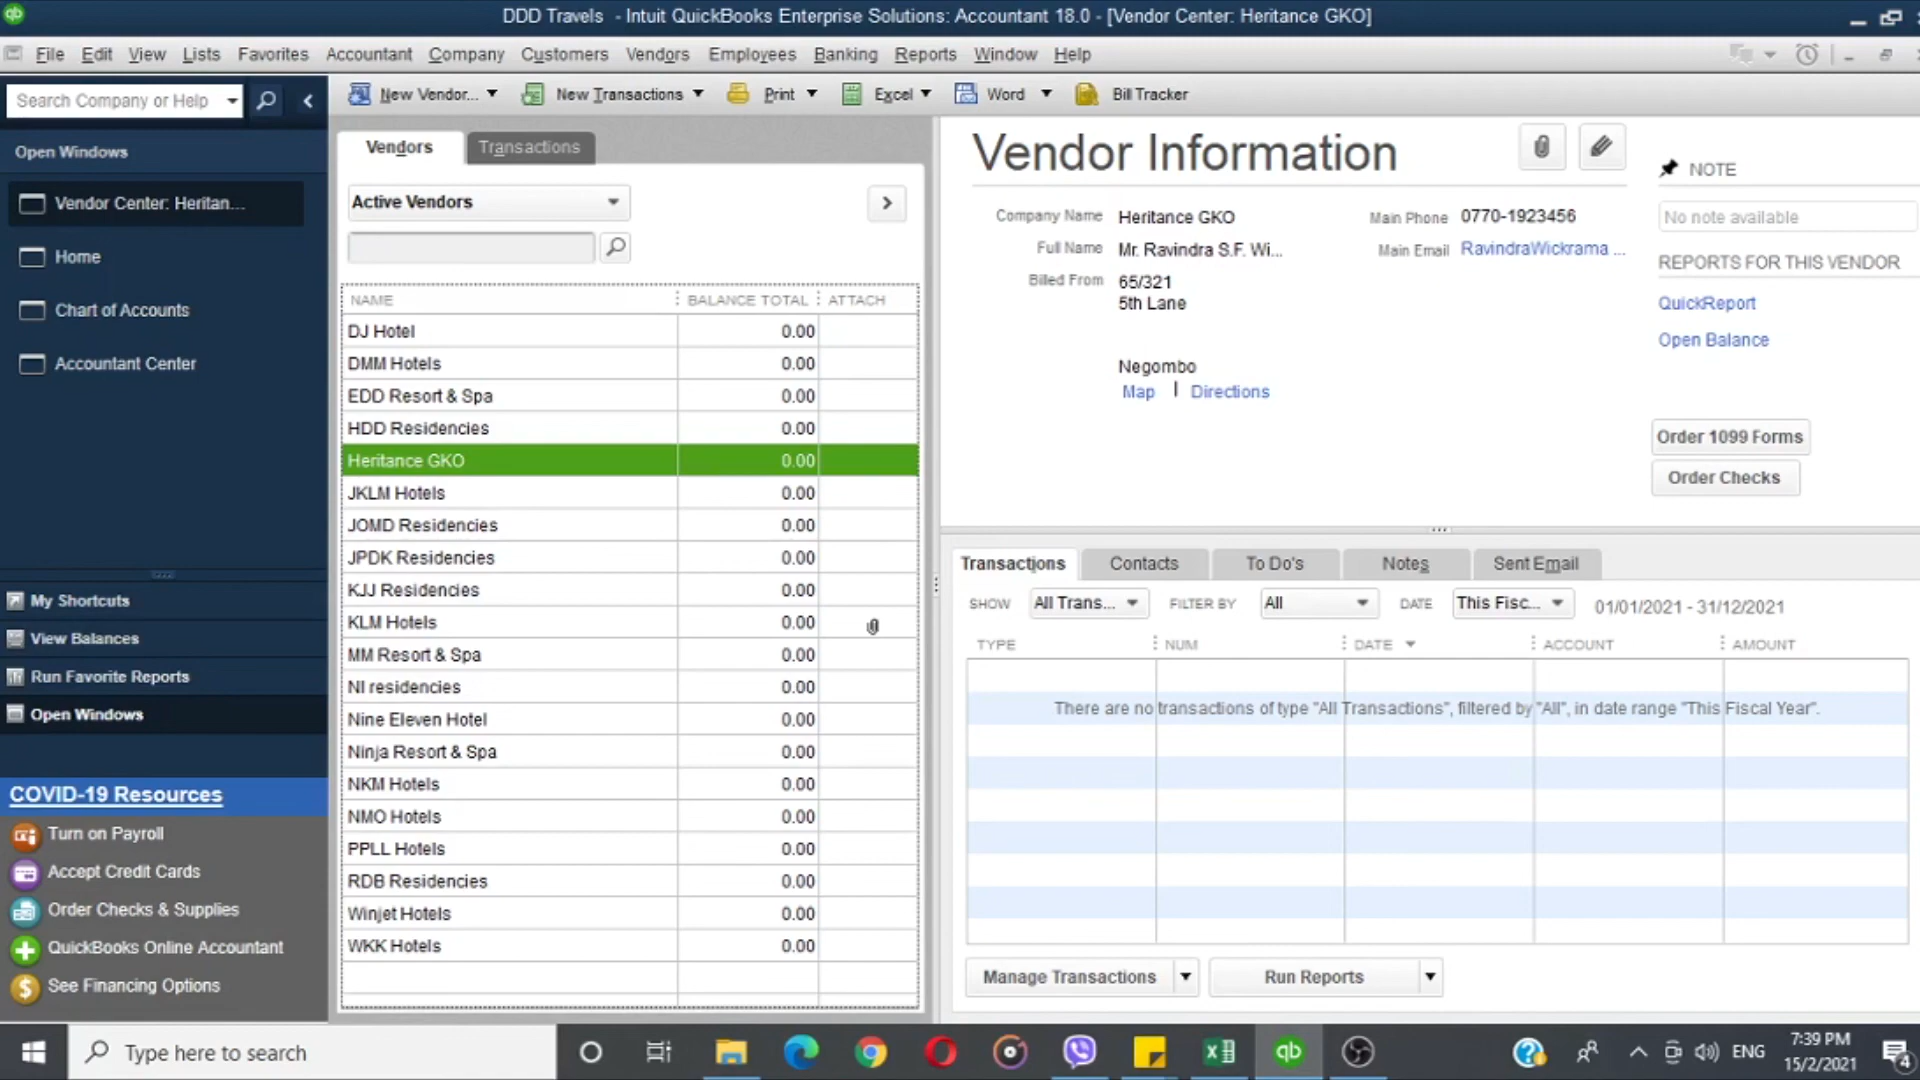 DDD Travels - Intuit QuickBooks Enterprise Solutions: Accountant 18.0 - [Vendor Center: Heritance GKO]
File Edit View Lists Favorites Accountant Company Customers Vendors Employees Banking Reports Window Help
Search Company or Help
New Vendor... New Transactions Print Excel Word Bill Tracker
Open Windows
Vendor Center: Heritan...
Home
Chart of Accounts
Accountant Center
My Shortcuts
View Balances
Run Favorite Reports
Open Windows
COVID-19 Resources
Turn on Payroll
Accept Credit Cards
Order Checks & Supplies
QuickBooks Online Accountant
See Financing Options
Vendors Transactions
Active Vendors
NAME BALANCE TOTAL ATTACH
DJ Hotel 0.00
DMM Hotels 0.00
EDD Resort & Spa 0.00
HDD Residencies 0.00
Heritance GKO 0.00
JKLM Hotels 0.00
JOMD Residencies 0.00
JPDK Residencies 0.00
KJJ Residencies 0.00
KLM Hotels 0.00
MM Resort & Spa 0.00
NI residencies 0.00
Nine Eleven Hotel 0.00
Ninja Resort & Spa 0.00
NKM Hotels 0.00
NMO Hotels 0.00
PPLL Hotels 0.00
RDB Residencies 0.00
Winjet Hotels 0.00
WKK Hotels 0.00
Vendor Information
Company Name Heritance GKO
Full Name Mr. Ravindra S.F. Wi...
Billed From 65/321
5th Lane
Negombo
Map | Directions
Main Phone 0770-1923456
Main Email RavindraWickrama ...
NOTE
No note available
REPORTS FOR THIS VENDOR
QuickReport
Open Balance
Order 1099 Forms
Order Checks
Transactions Contacts To Do's Notes Sent Email
SHOW All Trans... FILTER BY All DATE This Fisc... 01/01/2021 - 31/12/2021
TYPE NUM DATE ACCOUNT AMOUNT
There are no transactions of type "All Transactions", filtered by "All", in date range "This Fiscal Year".
Manage Transactions Run Reports
Type here to search
qb
ENG
7:39 PM
15/2/2021
4